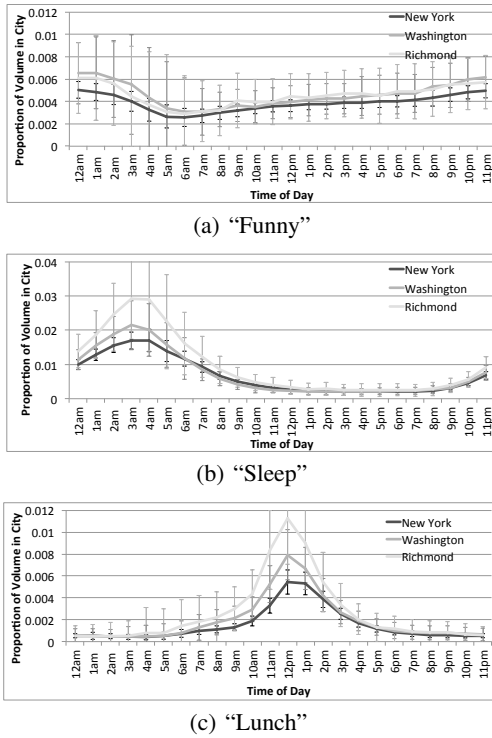 0.012
0.01
0.008
0.006
0.004
0.002
0
Proportion of Volume in City
New York
Washington
Richmond
12am 1am 2am 3am 4am 5am 6am 7am 8am 9am 10am 11am 12pm 1pm 2pm 3pm 4pm 5pm 6pm 7pm 8pm 9pm 10pm 11pm
Time of Day
(a) “Funny”
0.04
0.03
0.02
0.01
0
Proportion of Volume in City
New York
Washington
Richmond
12am 1am 2am 3am 4am 5am 6am 7am 8am 9am 10am 11am 12pm 1pm 2pm 3pm 4pm 5pm 6pm 7pm 8pm 9pm 10pm 11pm
Time of Day
(b) “Sleep”
0.012
0.01
0.008
0.006
0.004
0.002
0
Proportion of Volume in City
New York
Washington
Richmond
12am 1am 2am 3am 4am 5am 6am 7am 8am 9am 10am 11am 12pm 1pm 2pm 3pm 4pm 5pm 6pm 7pm 8pm 9pm 10pm 11pm
Time of Day
(c) “Lunch”